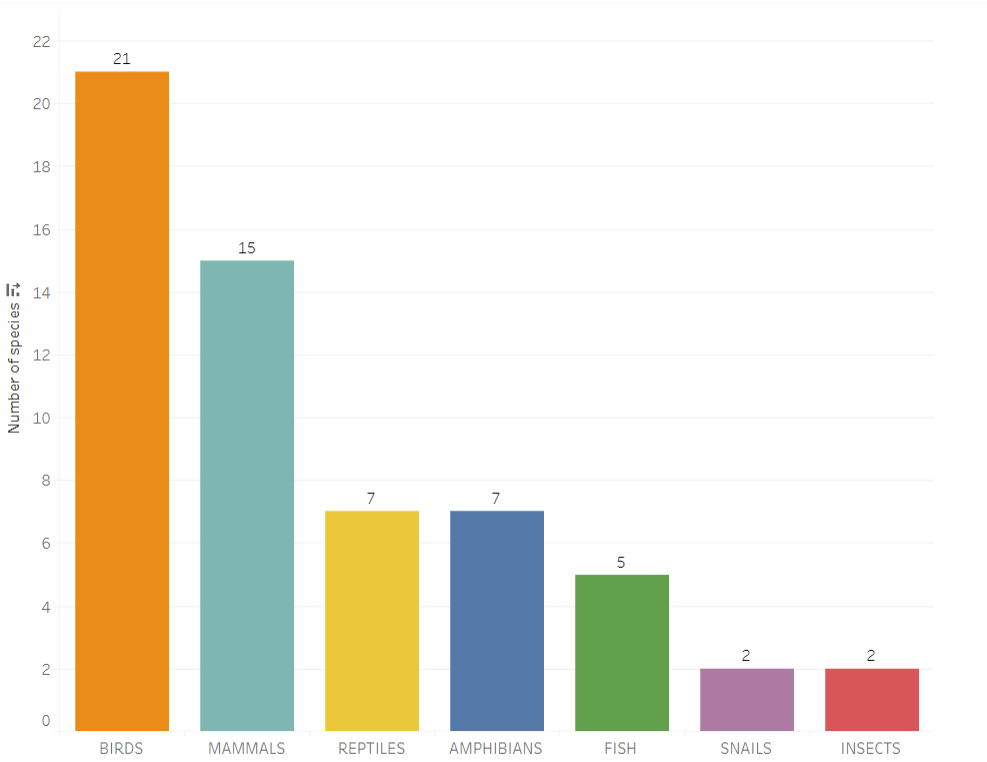 22
20
18
16
14
12
10
8
6
4
2
0
Number of species
21
15
7
7
5
2
2
BIRDS
MAMMALS
REPTILES
AMPHIBIANS
FISH
SNAILS
INSECTS